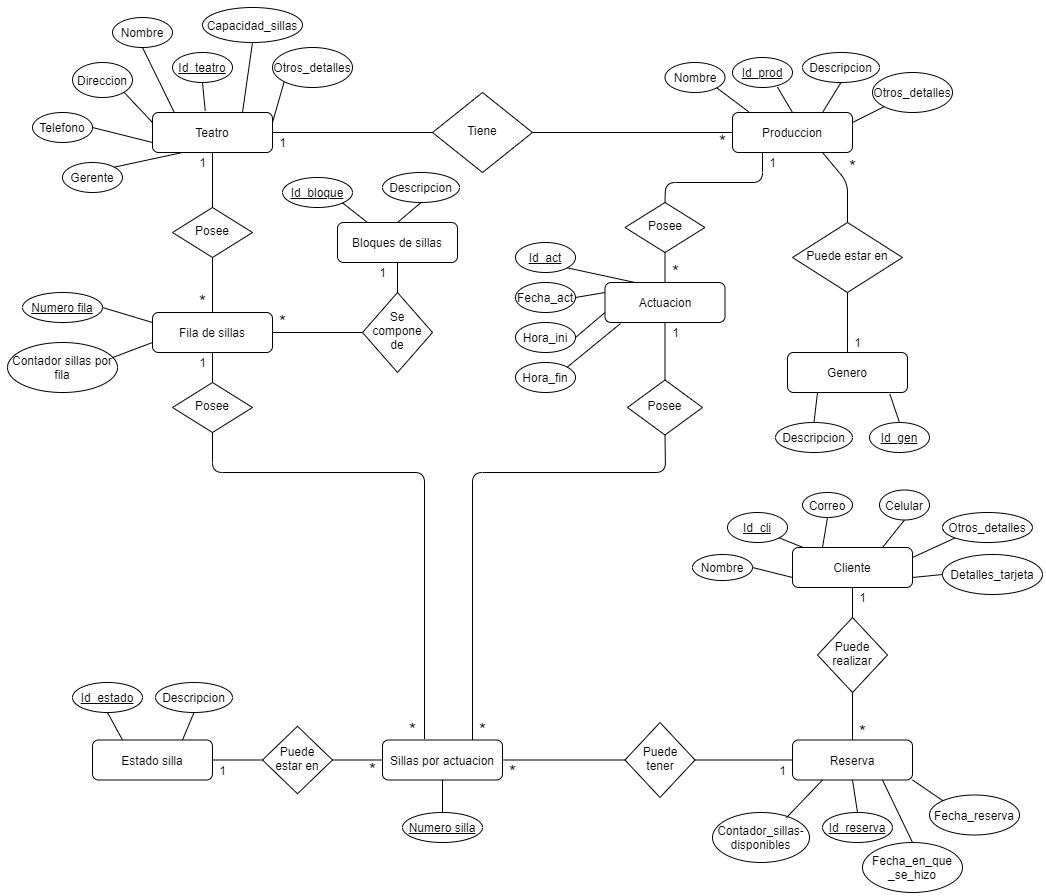 Capacidad_sillas
Nombre
Id_teatro
Otros_detalles
Direccion
Telefono
Teatro
Gerente
1
1
Tiene
*
Nombre
Id_prod
Descripcion
Otros_detalles
Produccion
1
*
Id_bloque
Descripcion
Bloques de sillas
1
Posee
*
Posee
*
Puede estar en
1
Id_act
Fecha_act
Hora_ini
Hora_fin
Actuacion
1
Numero fila
Contador sillas por
fila
Fila de sillas
*
1
Se
compone
de
Genero
Descripcion
Id_gen
Posee
Posee
Id_cli
Correo
Celular
Otros_detalles
Nombre
Cliente
Detalles_tarjeta
1
Puede
realizar
*
Id_estado
Descripcion
Estado silla
1
Puede
estar en
*
*
*
Sillas por actuacion
*
Numero silla
Puede
tener
1
Reserva
Contador_sillas-
disponibles
Id_reserva
Fecha_reserva
Fecha_en_que
_se_hizo